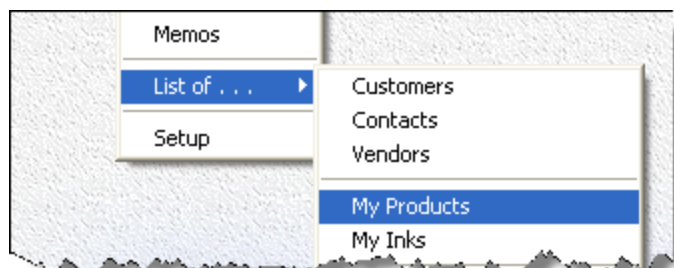 Memos
List of . . .
Setup
Customers
Contacts
Vendors
My Products
My Inks